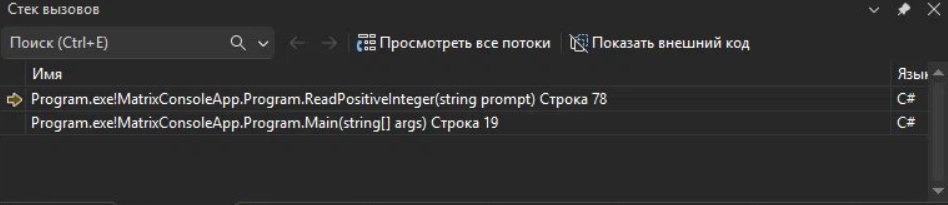 Стек вызовов
Поиск (Ctrl+E) Просмотреть все потоки Показать внешний код
Имя Язык
Program.exe!MatrixConsoleApp.Program.ReadPositiveInteger(string prompt) Строка 78 C#
Program.exe!MatrixConsoleApp.Program.Main(string[] args) Строка 19 C#